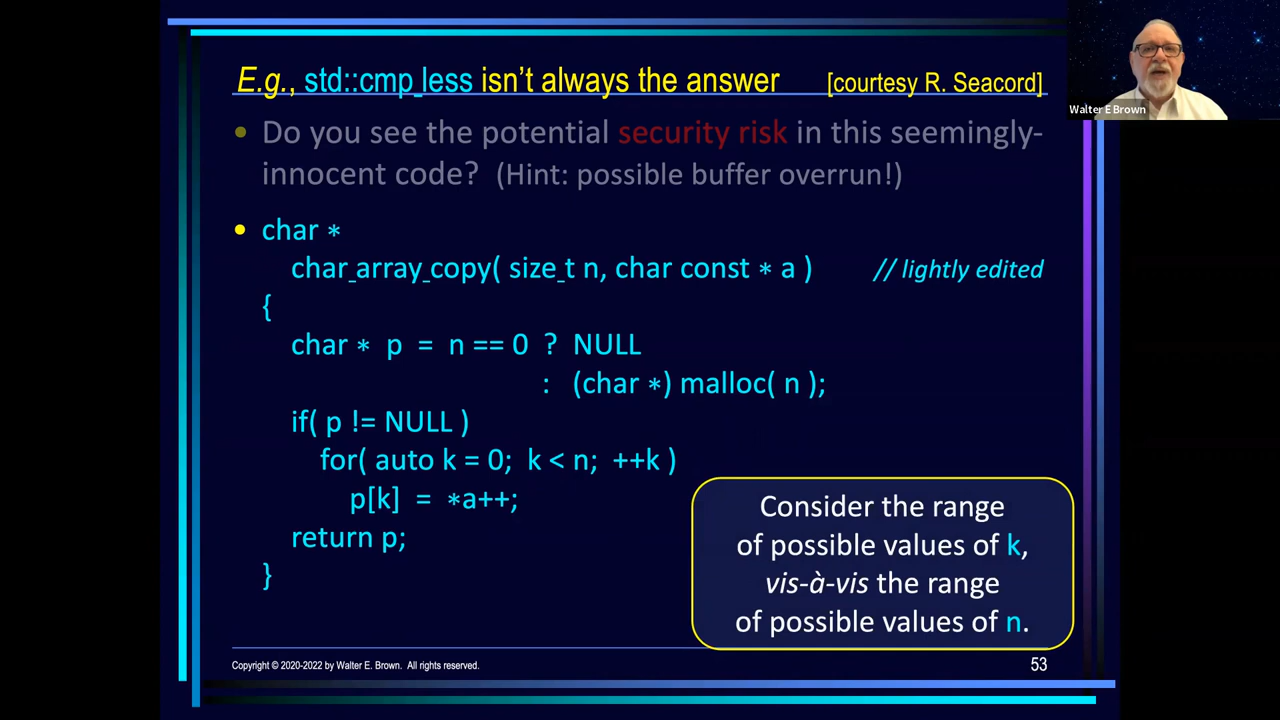 E.g., std::cmp_less isn't always the answer [courtesy R. Seacord]
Walter E Brown
• Do you see the potential security risk in this seemingly-
innocent code? (Hint: possible buffer overrun!)
• char *
char_array_copy( size_t n, char const * a ) // lightly edited
{
char * p = n == 0 ? NULL
: (char *) malloc( n );
if( p != NULL )
for( auto k = 0; k < n; ++k )
p[k] = *a++;
return p;
}
Consider the range
of possible values of k,
vis-à-vis the range
of possible values of n.
Copyright © 2020-2022 by Walter E. Brown. All rights reserved.
53